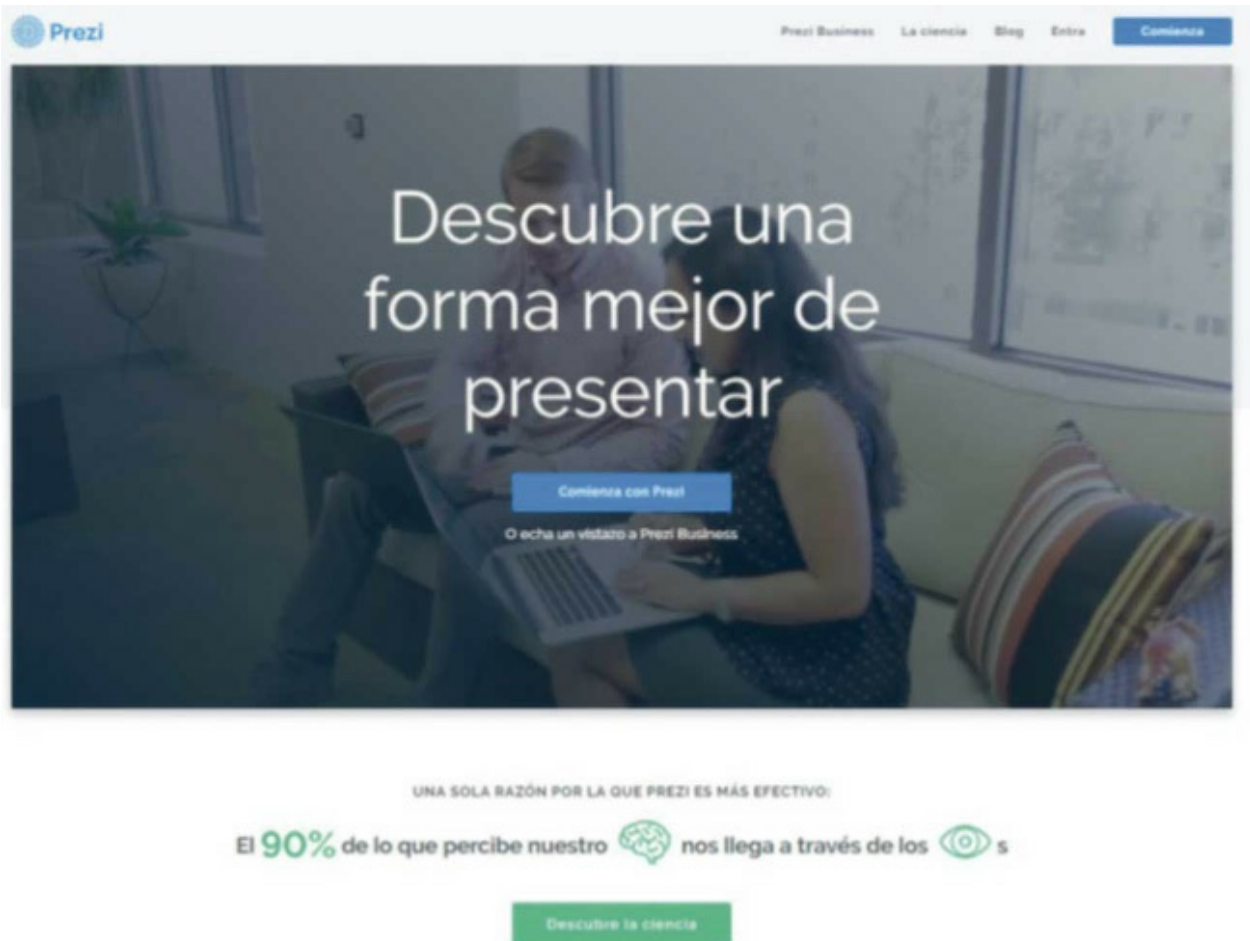 Prezi
Prezi Business La ciencia Blog Entra Comienza
Descubre una
forma mejor de
presentar
Comienza con Prezi
O echa un vistazo a Prezi Business
UNA SOLA RAZÓN POR LA QUE PREZI ES MÁS EFECTIVO:
El 90% de lo que percibe nuestro nos llega a través de los s
Descubre la ciencia